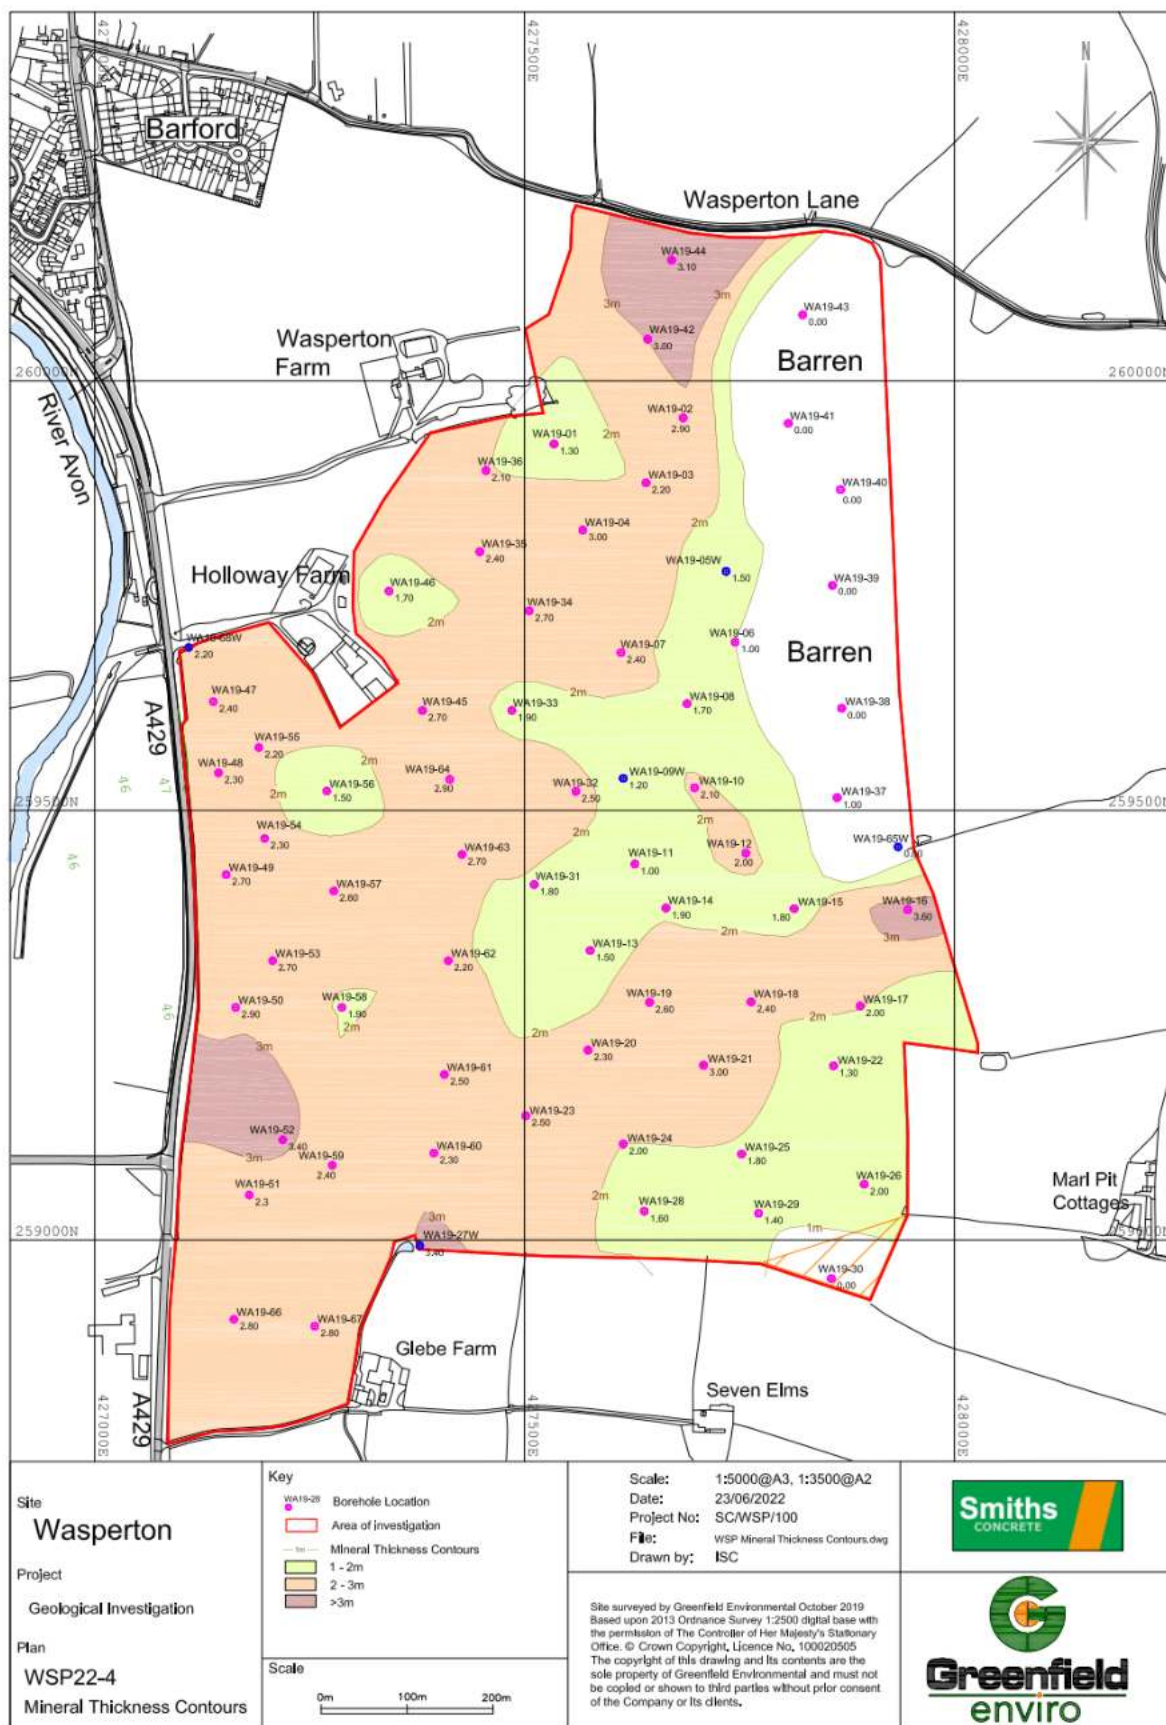 427000E
427500E
428000E
N
Barford
Wasperton Lane
WA19-44
3.10
3m
3m
WA19-43
0.00
WA19-42
3.00
Wasperton
Farm
Barren
260000N
260000N
River Avon
WA19-02
2.90
WA19-41
0.00
WA19-01
1.30
2m
WA19-36
2.10
WA19-03
2.20
WA19-40
0.00
WA19-04
3.00
2m
WA19-35
2.40
WA19-05W
1.50
Holloway Farm
WA19-46
1.70
2m
WA19-39
0.00
WA19-34
2.70
WA19-68W
2.20
WA19-07
2.40
WA19-06
1.00
Barren
2m
WA19-47
2.40
WA19-45
2.70
WA19-33
1.90
WA19-08
1.70
WA19-38
0.00
A429
WA19-55
2.20
WA19-48
2.30
2m
2m
WA19-56
1.50
WA19-64
2.90
WA19-32
2.50
WA19-09W
1.20
WA19-10
2.10
WA19-37
1.00
46
47
259500N
259500N
2m
2m
WA19-54
2.30
WA19-63
2.70
WA19-12
2.00
WA19-65W
46
WA19-49
2.70
WA19-57
2.60
WA19-11
1.00
WA19-31
1.80
WA19-14
1.90
WA19-15
1.80
WA19-16
3.60
2m
3m
WA19-13
1.50
WA19-53
2.70
WA19-62
2.20
WA19-50
2.90
WA19-58
1.90
2m
46
WA19-19
2.60
WA19-18
2.40
WA19-17
2.00
2m
2m
3m
WA19-20
2.30
WA19-21
3.00
WA19-22
1.30
WA19-61
2.50
WA19-23
2.50
WA19-52
3.40
3m
WA19-59
2.40
WA19-60
2.30
WA19-24
2.00
WA19-25
1.80
WA19-51
2.3
2m
WA19-26
2.00
Marl Pit
Cottages
WA19-28
1.60
WA19-29
1.40
3m
1m
259000N
259000N
WA19-27W
3.40
WA19-30
0.00
WA19-66
2.80
WA19-67
2.80
Glebe Farm
Seven Elms
A429
427000E
427500E
428000E
Site
Wasperton
Project
Geological Investigation
Plan
WSP22-4
Mineral Thickness Contours
Key
WA19-28
Borehole Location
Area of investigation
1m
Mineral Thickness Contours
1 - 2m
2 - 3m
>3m
Scale
0m 100m 200m
Scale: 1:5000@A3, 1:3500@A2
Date: 23/06/2022
Project No: SC/WSP/100
File: WSP Mineral Thickness Contours.dwg
Drawn by: ISC
Site surveyed by Greenfield Environmental October 2019
Based upon 2013 Ordnance Survey 1:2500 digital base with
the permission of The Controller of Her Majesty's Stationary
Office. © Crown Copyright, Licence No, 100020505
The copyright of this drawing and its contents are the
sole property of Greenfield Environmental and must not
be copied or shown to third parties without prior consent
of the Company or its clients.
Smiths
CONCRETE
Greenfield
enviro